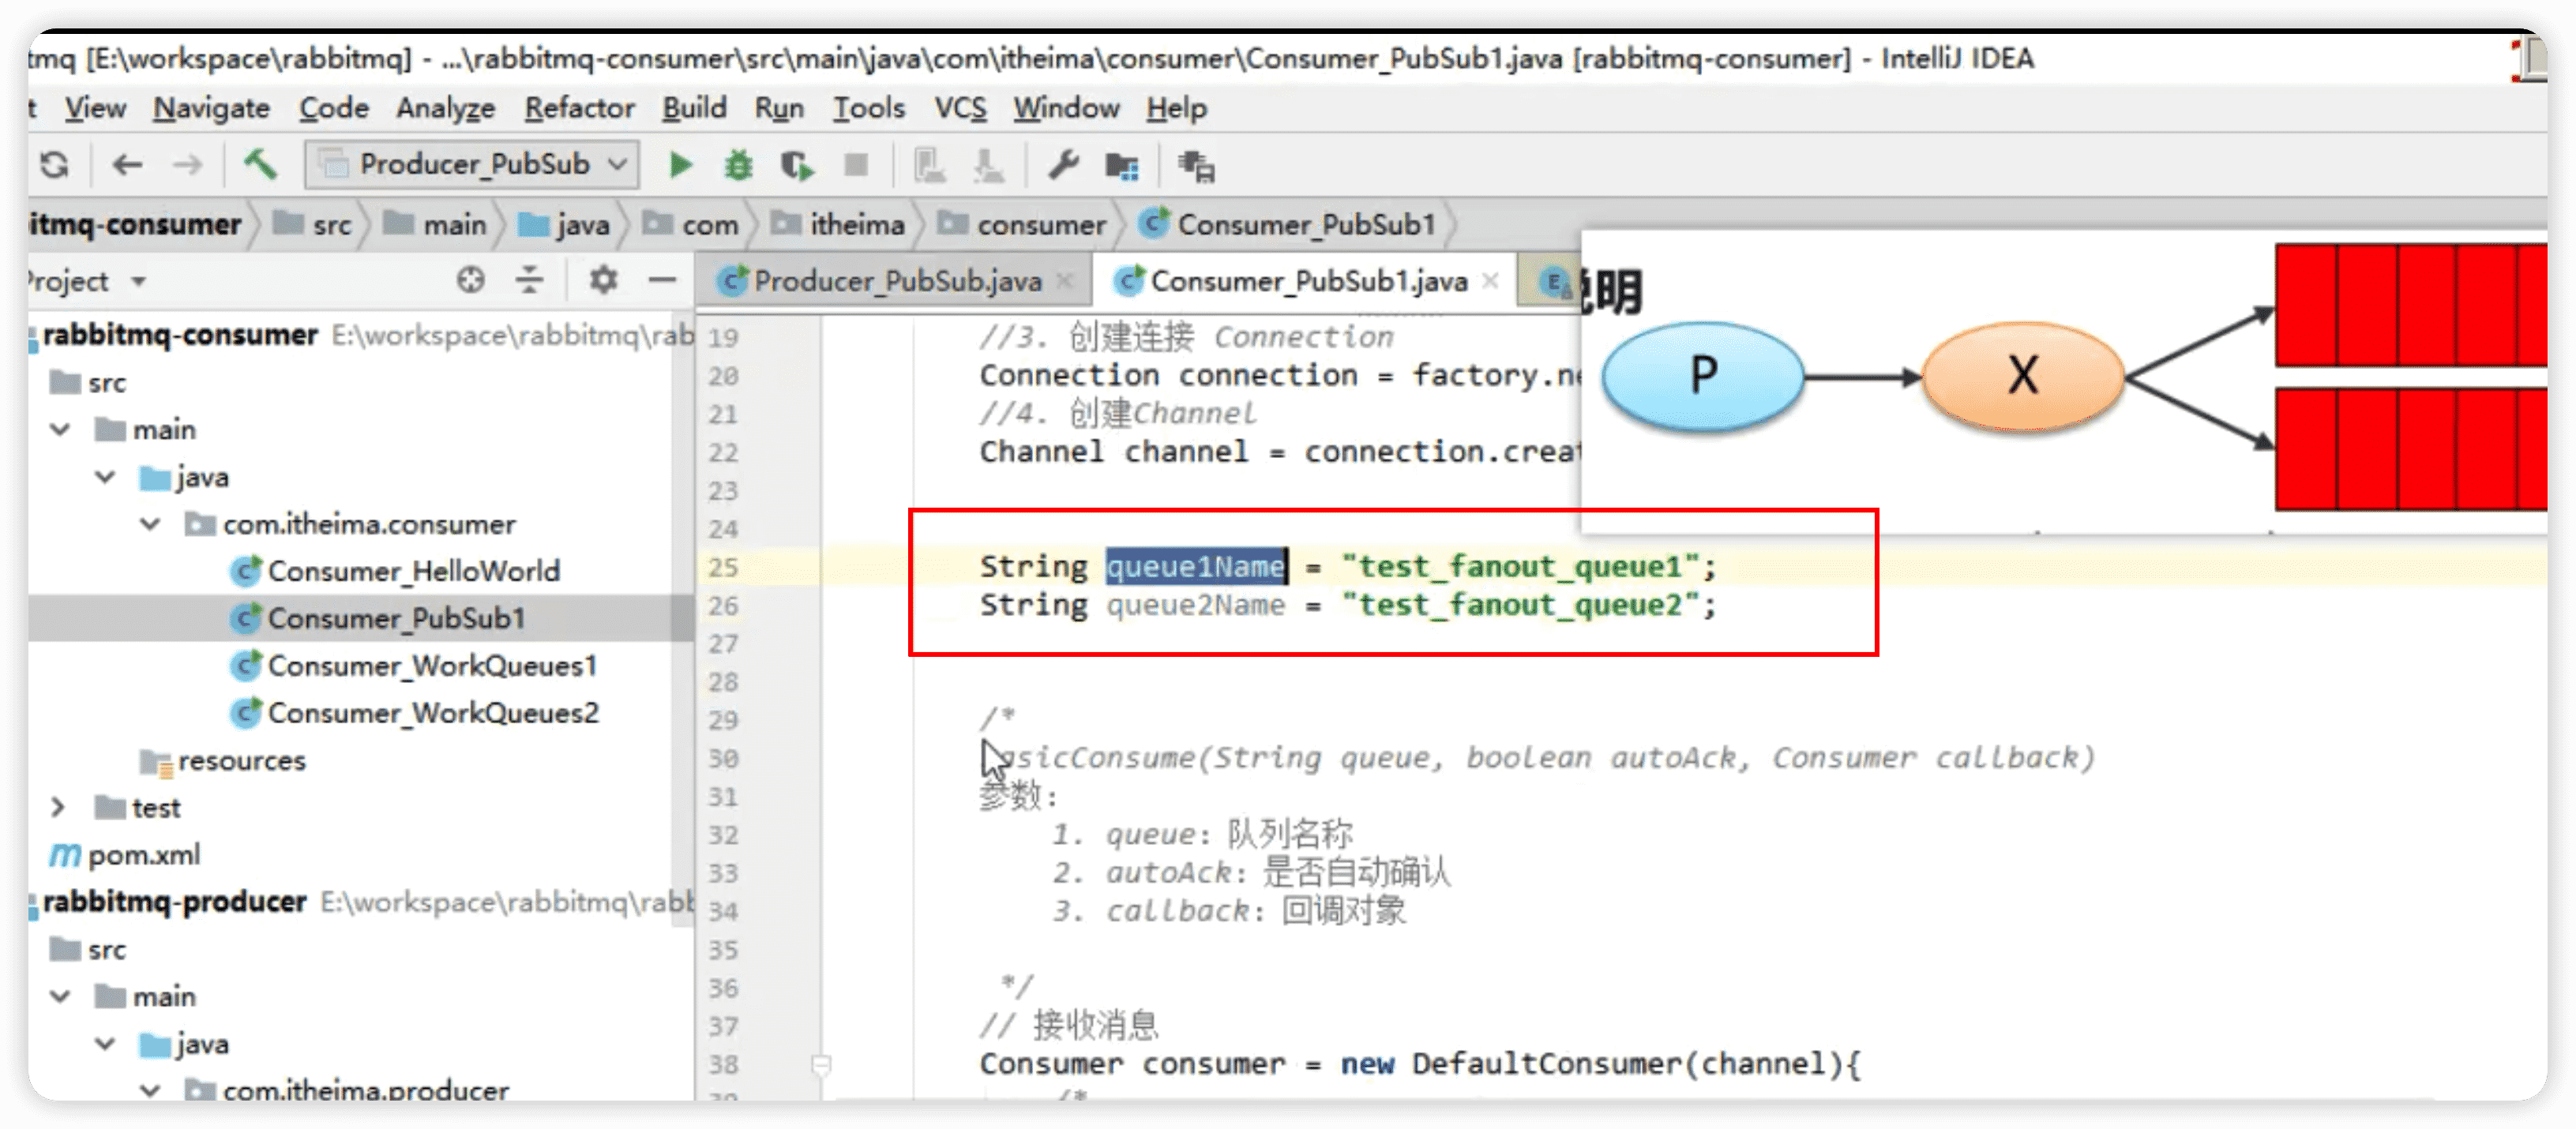 tmq [E:\workspace\rabbitmq] - ...\rabbitmq-consumer\src\main\java\com\itheima\consumer\Consumer_PubSub1.java [rabbitmq-consumer] - IntelliJ IDEA
t View Navigate Code Analyze Refactor Build Run Tools VCS Window Help
Producer_PubSub
itmq-consumer src main java com itheima consumer Consumer_PubSub1
Project
Producer_PubSub.java Consumer_PubSub1.java
rabbitmq-consumer E:\workspace\rabbitmq\rab
src
main
java
com.itheima.consumer
Consumer_HelloWorld
Consumer_PubSub1
Consumer_WorkQueues1
Consumer_WorkQueues2
resources
test
pom.xml
rabbitmq-producer E:\workspace\rabbitmq\rabb
src
main
java
com.itheima.producer
19 //3. 创建连接 Connection
20 Connection connection = factory.ne
21 //4. 创建Channel
22 Channel channel = connection.creat
23
24
25 String queue1Name = "test_fanout_queue1";
26 String queue2Name = "test_fanout_queue2";
27
28
29 /*
30 asicConsume(String queue, boolean autoAck, Consumer callback)
31 参数：
32 1. queue：队列名称
33 2. autoAck：是否自动确认
34 3. callback：回调对象
35
36 */
37 // 接收消息
38 Consumer consumer = new DefaultConsumer(channel){
/*
说明
P
X